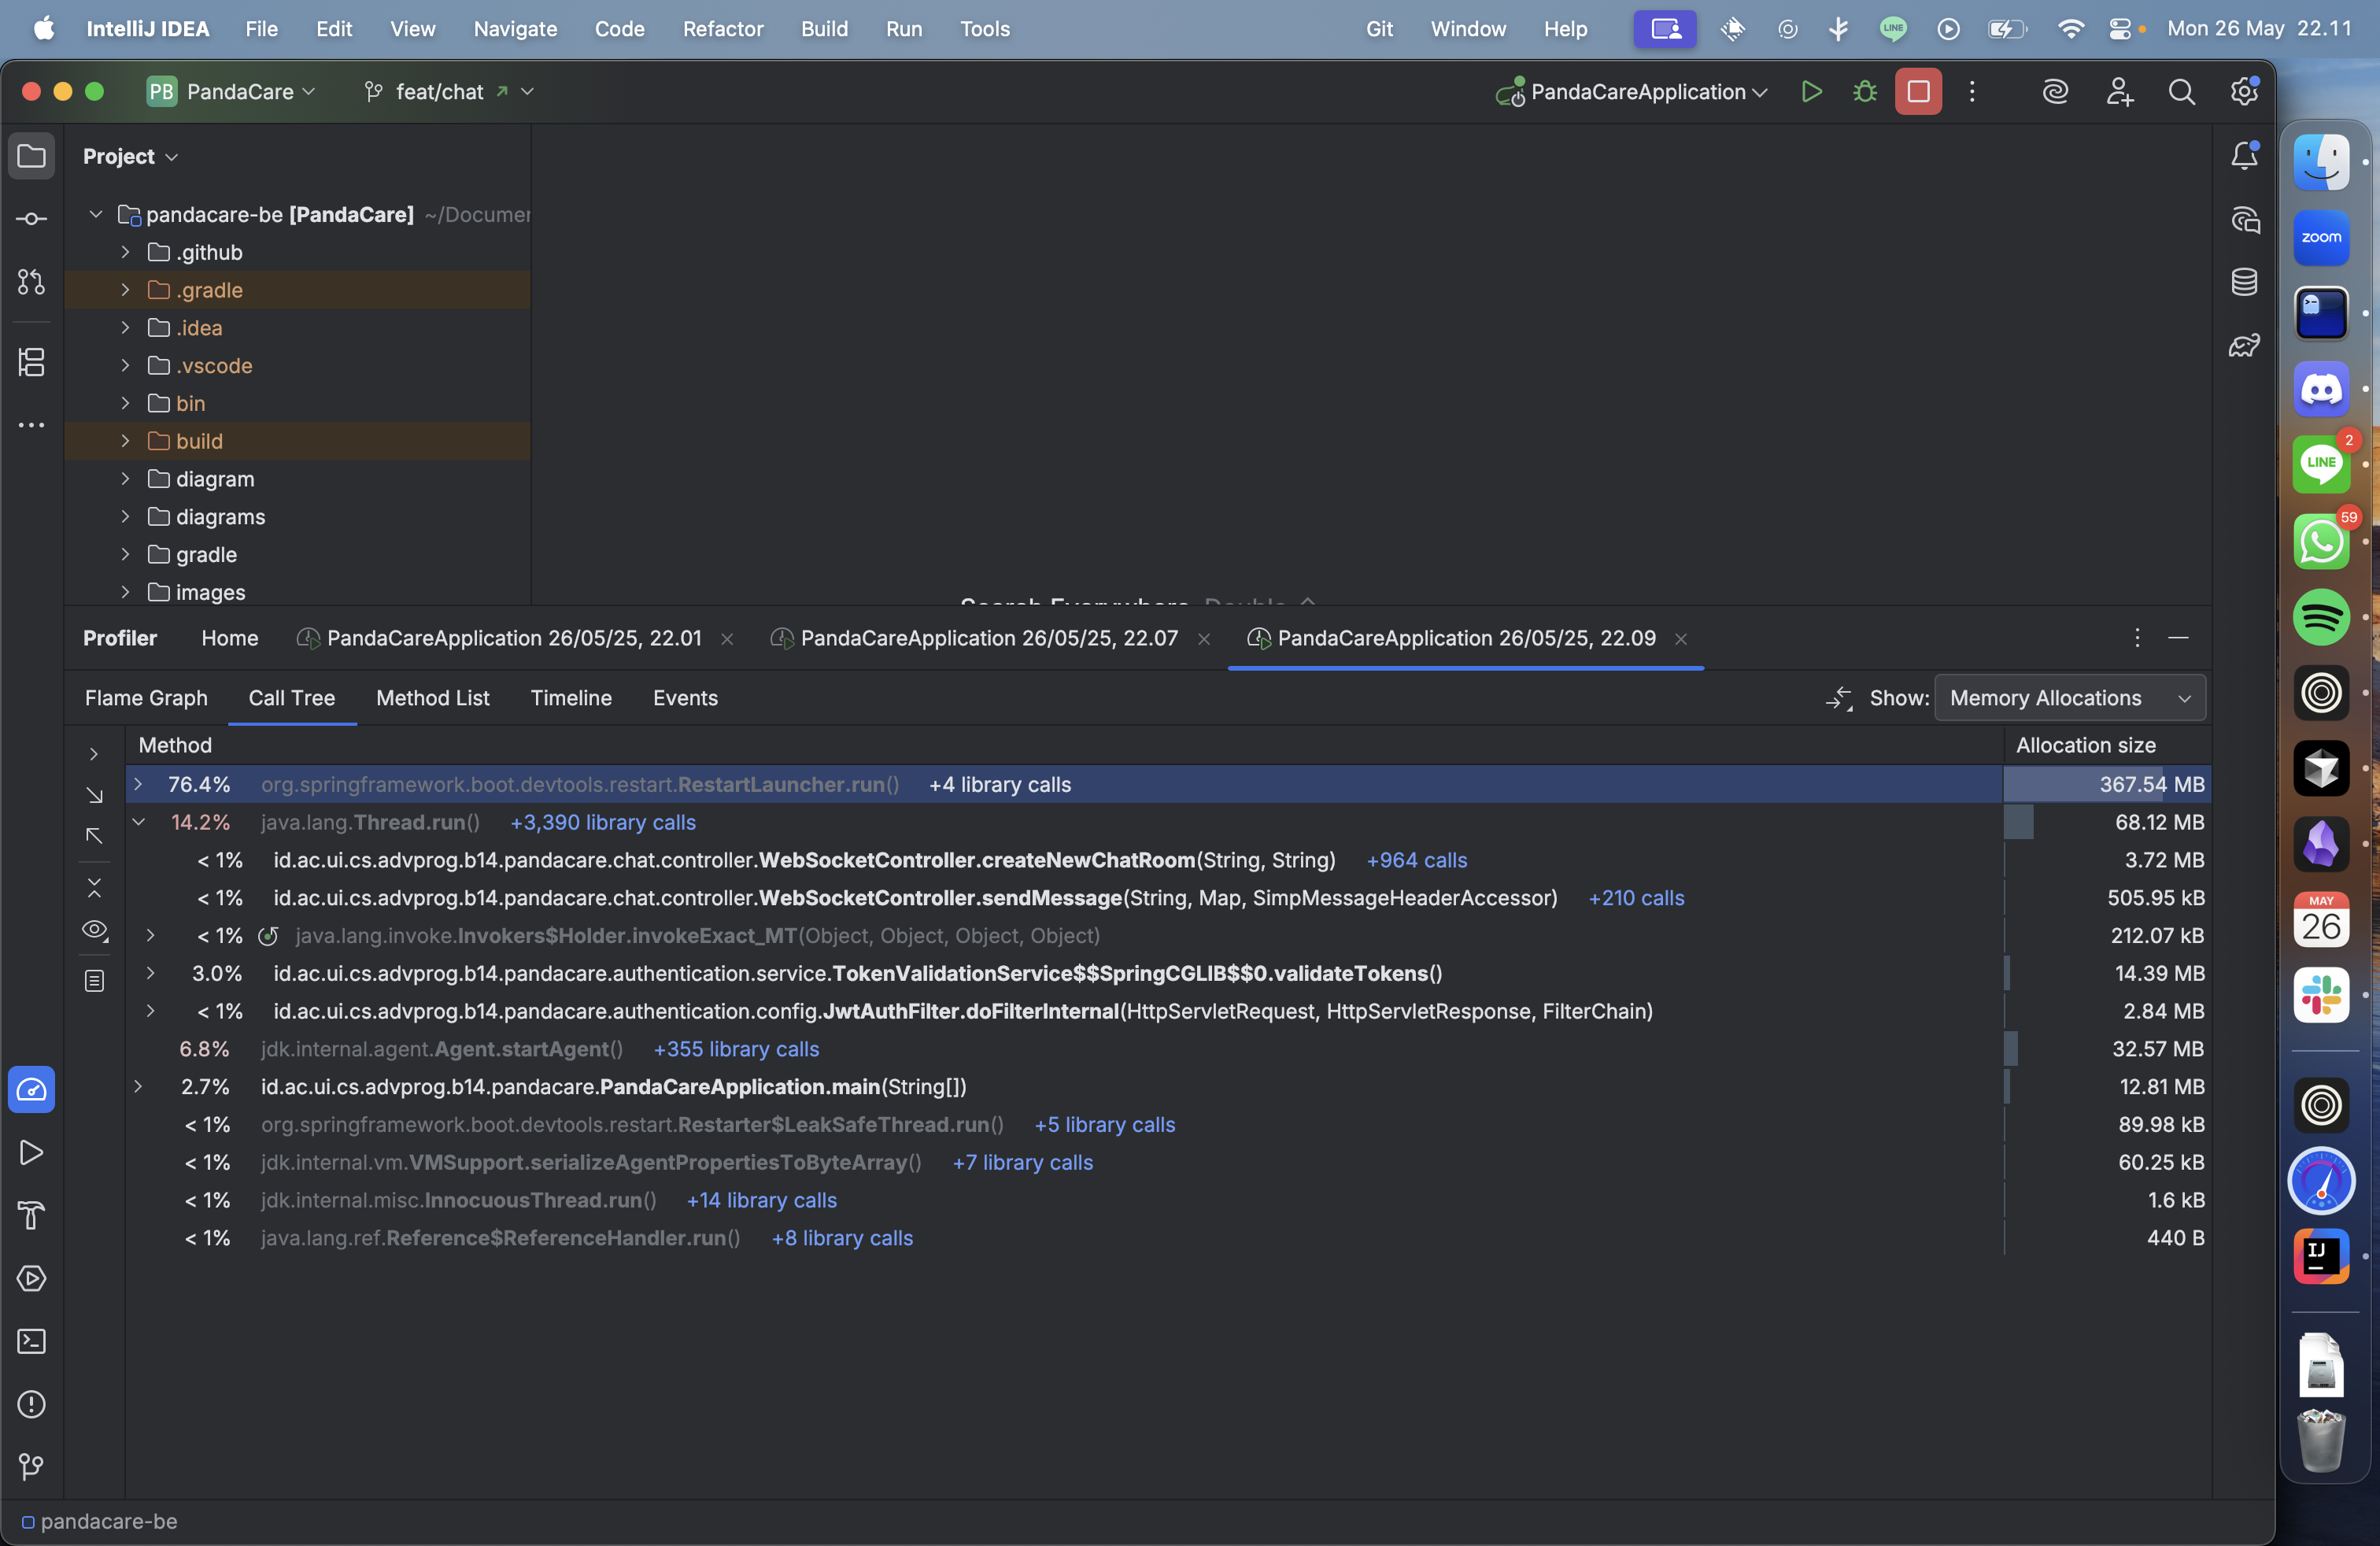 IntelliJ IDEA File Edit View Navigate Code Refactor Build Run Tools Git Window Help LINE Mon 26 May 22.11
PB PandaCare feat/chat PandaCareApplication
Project
pandacare-be [PandaCare] ~/Documen
.github
.gradle
.idea
.vscode
bin
build
diagram
diagrams
gradle
images
Search Everywhere Double
Profiler Home PandaCareApplication 26/05/25, 22.01 PandaCareApplication 26/05/25, 22.07 PandaCareApplication 26/05/25, 22.09
Flame Graph Call Tree Method List Timeline Events Show: Memory Allocations
Method Allocation size
76.4% org.springframework.boot.devtools.restart.RestartLauncher.run() +4 library calls 367.54 MB
14.2% java.lang.Thread.run() +3,390 library calls 68.12 MB
< 1% id.ac.ui.cs.advprog.b14.pandacare.chat.controller.WebSocketController.createNewChatRoom(String, String) +964 calls 3.72 MB
< 1% id.ac.ui.cs.advprog.b14.pandacare.chat.controller.WebSocketController.sendMessage(String, Map, SimpMessageHeaderAccessor) +210 calls 505.95 kB
< 1% java.lang.invoke.Invokers$Holder.invokeExact_MT(Object, Object, Object, Object) 212.07 kB
3.0% id.ac.ui.cs.advprog.b14.pandacare.authentication.service.TokenValidationService$$SpringCGLIB$$0.validateTokens() 14.39 MB
< 1% id.ac.ui.cs.advprog.b14.pandacare.authentication.config.JwtAuthFilter.doFilterInternal(HttpServletRequest, HttpServletResponse, FilterChain) 2.84 MB
6.8% jdk.internal.agent.Agent.startAgent() +355 library calls 32.57 MB
2.7% id.ac.ui.cs.advprog.b14.pandacare.PandaCareApplication.main(String[]) 12.81 MB
< 1% org.springframework.boot.devtools.restart.Restarter$LeakSafeThread.run() +5 library calls 89.98 kB
< 1% jdk.internal.vm.VMSupport.serializeAgentPropertiesToByteArray() +7 library calls 60.25 kB
< 1% jdk.internal.misc.InnocuousThread.run() +14 library calls 1.6 kB
< 1% java.lang.ref.Reference$ReferenceHandler.run() +8 library calls 440 B
pandacare-be
zoom
2
LINE
59
MAY
26
IJ